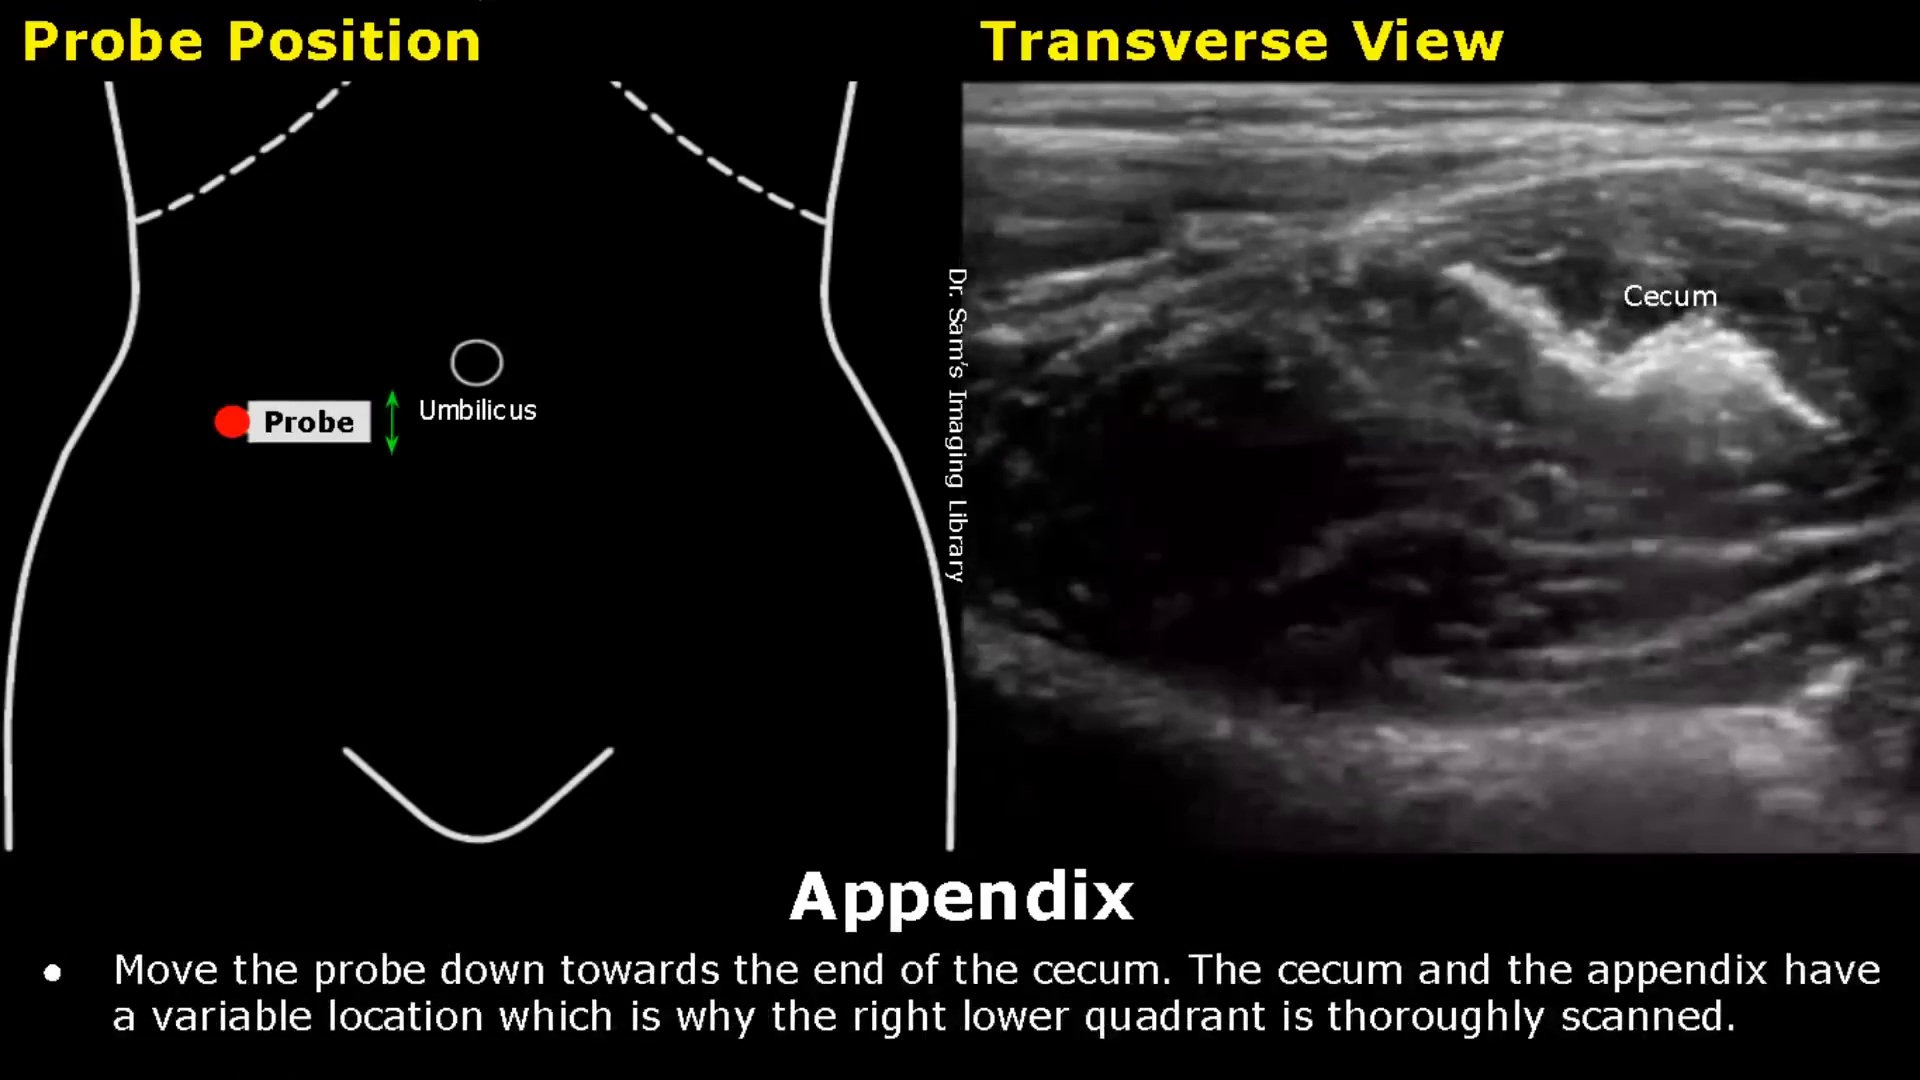 Probe Position
Transverse View
Cecum
Probe
Umbilicus
Dr. Sam's Imaging Library
Appendix
● Move the probe down towards the end of the cecum. The cecum and the appendix have
a variable location which is why the right lower quadrant is thoroughly scanned.